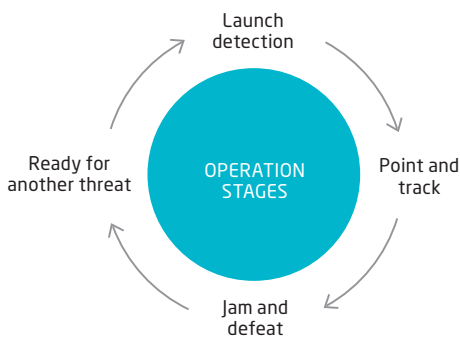 Launch
detection
Ready for
another threat
OPERATION
STAGES
Point and
track
Jam and
defeat